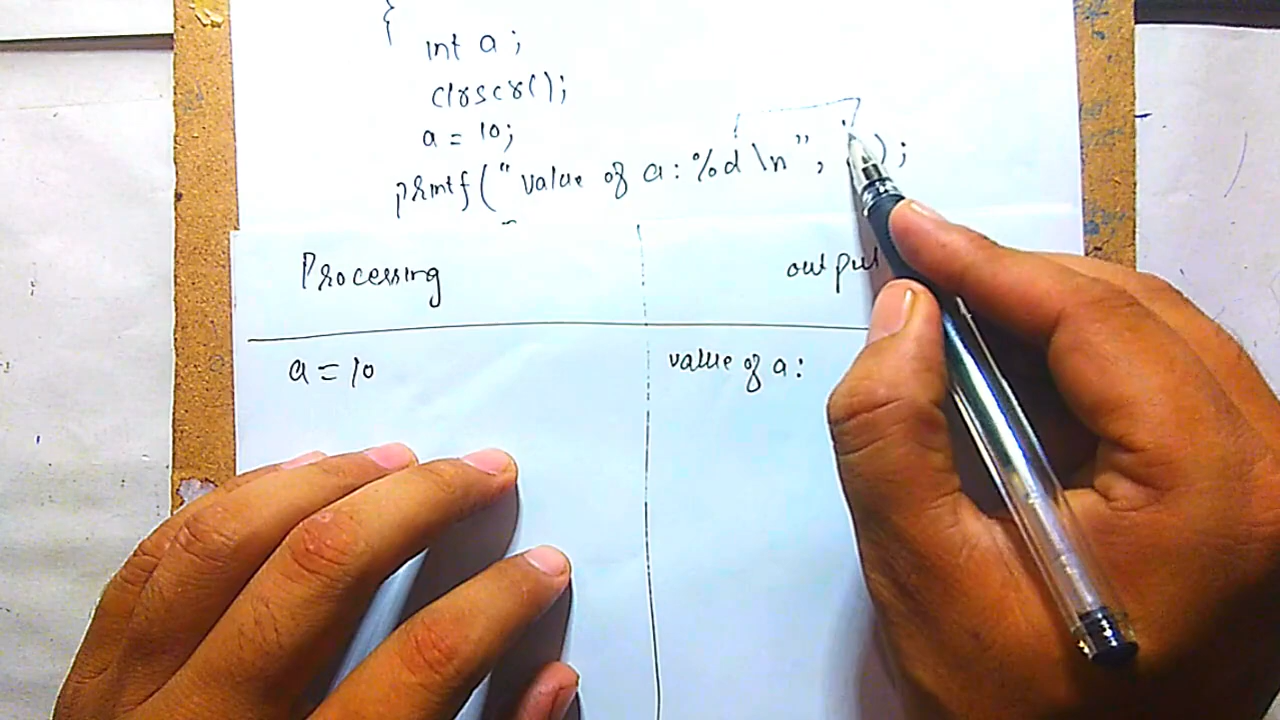 {
int a ;
clrscr();
a = 10;
printf("value of a: %d \n", );
Processing
output
a = 10
value of a: